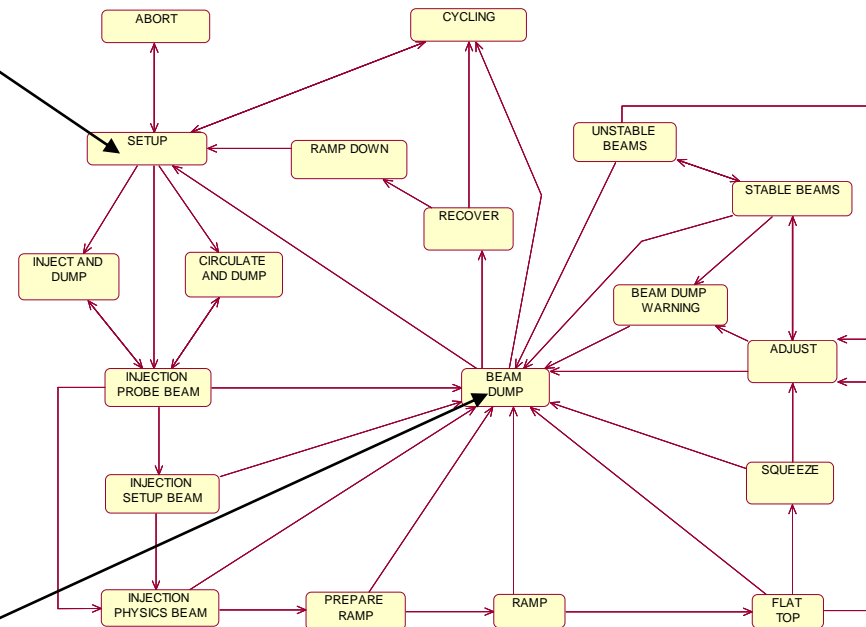 ABORT
CYCLING
SETUP
RAMP DOWN
UNSTABLE
BEAMS
STABLE BEAMS
RECOVER
INJECT AND
DUMP
CIRCULATE
AND DUMP
BEAM DUMP
WARNING
ADJUST
INJECTION
PROBE BEAM
BEAM
DUMP
SQUEEZE
INJECTION
SETUP BEAM
INJECTION
PHYSICS BEAM
PREPARE
RAMP
RAMP
FLAT
TOP